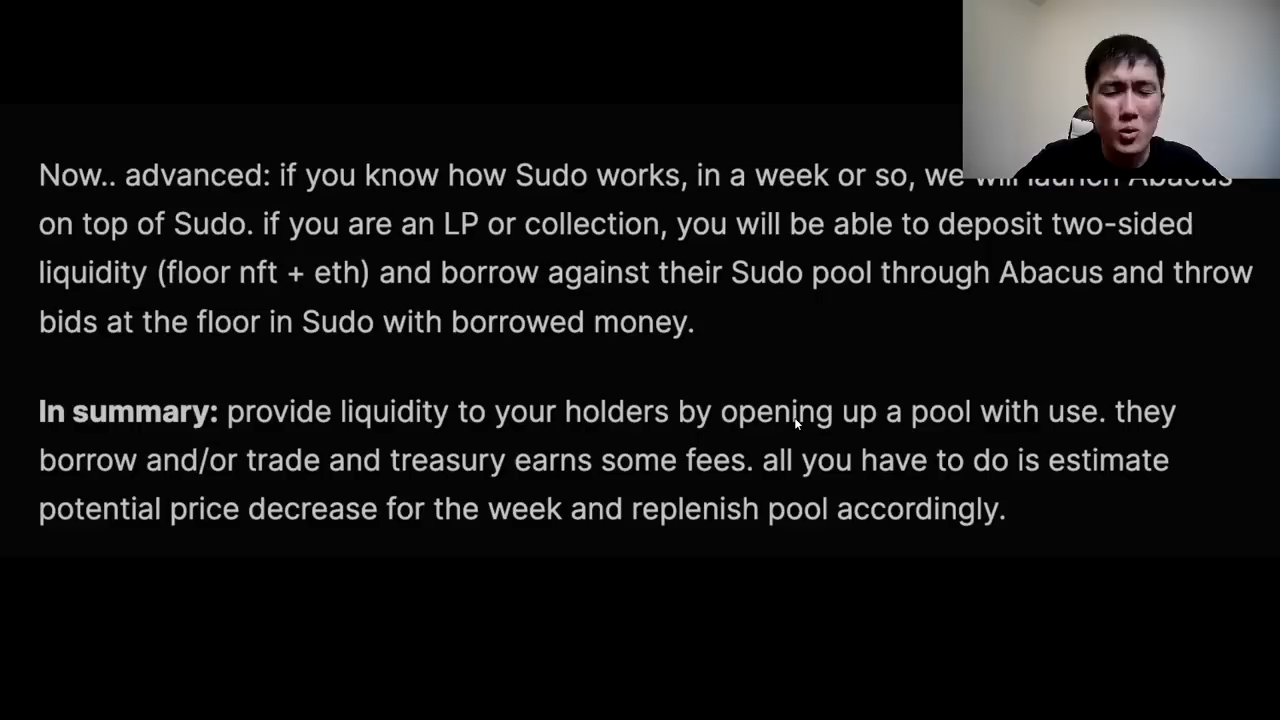 Now.. advanced: if you know how Sudo works, in a week or so, we will launch Abacus
on top of Sudo. if you are an LP or collection, you will be able to deposit two-sided
liquidity (floor nft + eth) and borrow against their Sudo pool through Abacus and throw
bids at the floor in Sudo with borrowed money.
In summary: provide liquidity to your holders by opening up a pool with use. they
borrow and/or trade and treasury earns some fees. all you have to do is estimate
potential price decrease for the week and replenish pool accordingly.